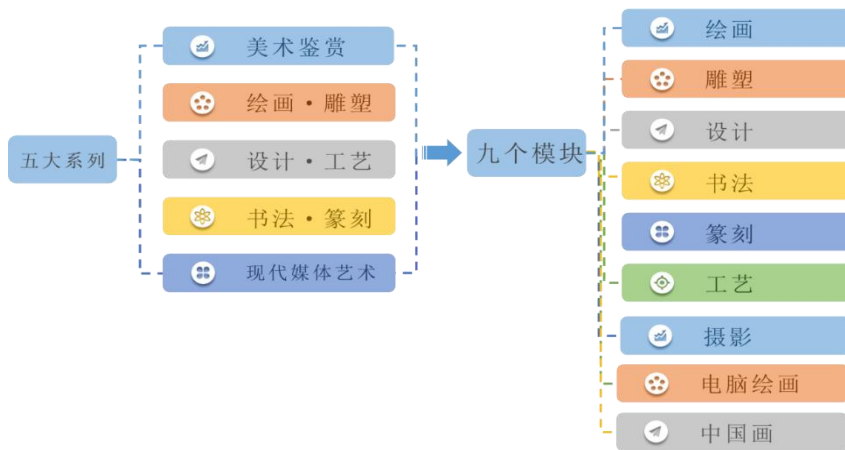 五大系列
美术鉴赏
绘画·雕塑
设计·工艺
书法·篆刻
现代媒体艺术
九个模块
绘画
雕塑
设计
书法
篆刻
工艺
摄影
电脑绘画
中国画